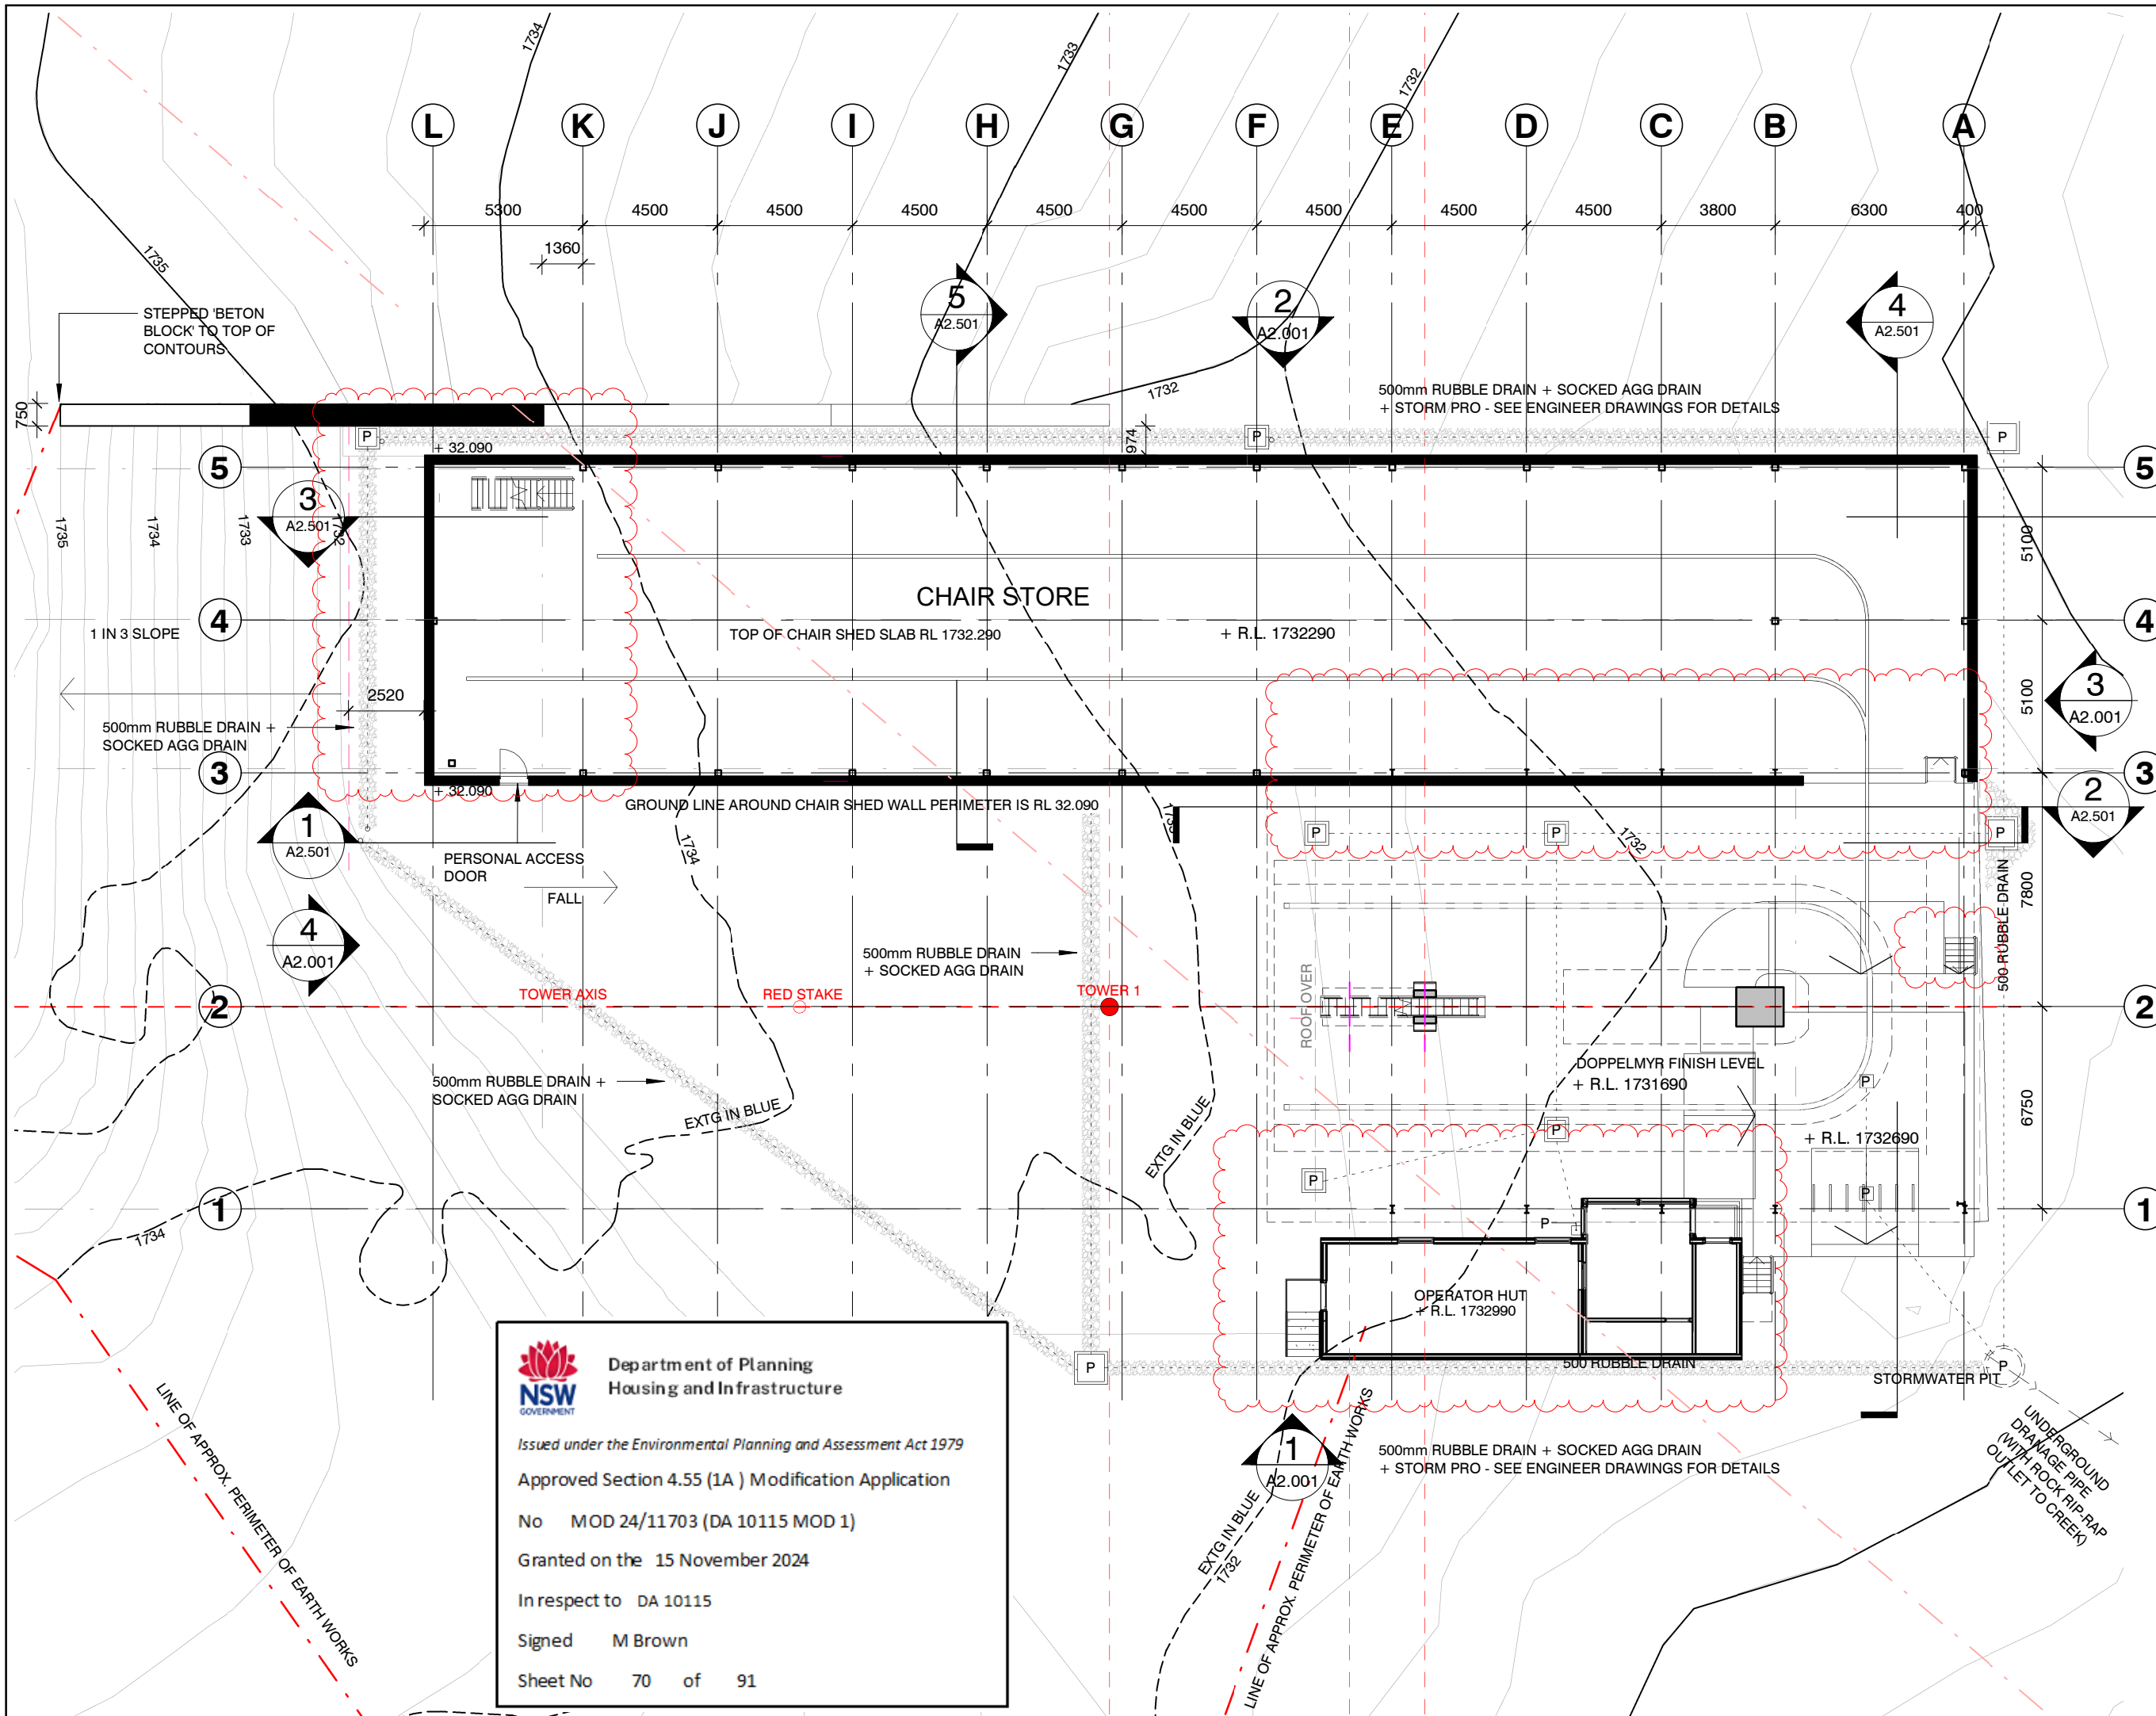 1734
1733
1732
L K J I H G F E D C B A
5300 4500 4500 4500 4500 4500 4500 4500 4500 3800 6300 400
1360
1735
STEPPED 'BETON
BLOCK' TO TOP OF
CONTOURS
5
A2.501
2
A2.001
4
A2.501
750
1732
500mm RUBBLE DRAIN + SOCKED AGG DRAIN
+ STORM PRO - SEE ENGINEER DRAWINGS FOR DETAILS
P
P
P
974
+ 32.090
5
5
3
A2.501
1735
1734
1733
1732
5100
CHAIR STORE
4
4
1 IN 3 SLOPE
TOP OF CHAIR SHED SLAB RL 1732.290
+ R.L. 1732290
2520
5100
3
A2.001
500mm RUBBLE DRAIN +
SOCKED AGG DRAIN
3
3
+ 32.090
GROUND LINE AROUND CHAIR SHED WALL PERIMETER IS RL 32.090
2
A2.501
1
A2.501
P
P
P
1734
1732
PERSONAL ACCESS
DOOR
FALL
7800
500 RUBBLE DRAIN
4
A2.001
500mm RUBBLE DRAIN
+ SOCKED AGG DRAIN
ROOF OVER
TOWER AXIS
RED STAKE
TOWER 1
2
2
DOPPELMYR FINISH LEVEL
+ R.L. 1731690
P
500mm RUBBLE DRAIN +
SOCKED AGG DRAIN
EXTG IN BLUE
EXTG IN BLUE
6750
P
+ R.L. 1732690
P
P
1
1
1734
P
OPERATOR HUT
+ R.L. 1732990
500 RUBBLE DRAIN
P
P
STORMWATER PIT
LINE OF APPROX. PERIMETER OF EARTH WORKS
1
A2.001
LINE OF APPROX. PERIMETER OF EARTH WORKS
500mm RUBBLE DRAIN + SOCKED AGG DRAIN
+ STORM PRO - SEE ENGINEER DRAWINGS FOR DETAILS
UNDERGROUND
DRANAGE PIPE
(WITH ROCK RIP-RAP
OUTLET TO CREEK)
EXTG IN BLUE
1732
NSW
GOVERNMENT
Department of Planning
Housing and Infrastructure
Issued under the Environmental Planning and Assessment Act 1979
Approved Section 4.55 (1A ) Modification Application
No MOD 24/11703 (DA 10115 MOD 1)
Granted on the 15 November 2024
In respect to DA 10115
Signed M Brown
Sheet No 70 of 91